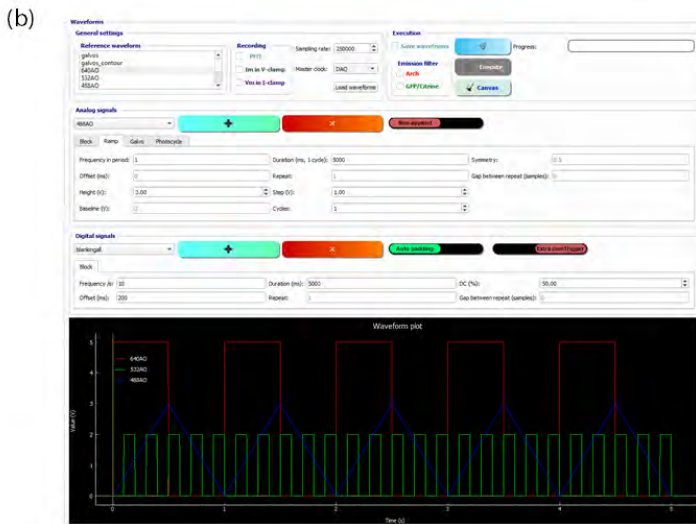 (b)
Waveforms
General settings
Reference waveform
galvos
galvos_contour
640AO
532AO
488AO
Recording
PMT
Im in V-clamp
Vm in I-clamp
Sampling rate: 250000
Master clock: DAQ
Load waveforms
Execution
Save waveforms
Progress:
Emission filter
Arch
GFP/Citrine
Execute
Canvas
Analog signals
488AO
Non-append
Block Ramp Galvo Photocycle
Frequency in period: 1 Duration (ms, 1 cycle): 5000 Symmetry: 0.5
Offset (ms): 0 Repeat: 1 Gap between repeat (samples): 0
Height (V): 3.00 Step (V): 1.00
Baseline (V): 0 Cycles: 1
Digital signals
blankingall
Auto padding
Extra cam trigger
Block
Frequency /s: 10 Duration (ms): 5000 DC (%): 50.00
Offset (ms): 200 Repeat: 1 Gap between repeat (samples): 0
Waveform plot
640AO
532AO
488AO
Value (V)
5
4
3
2
1
0
0 1 2 3 4 5
Time (s)